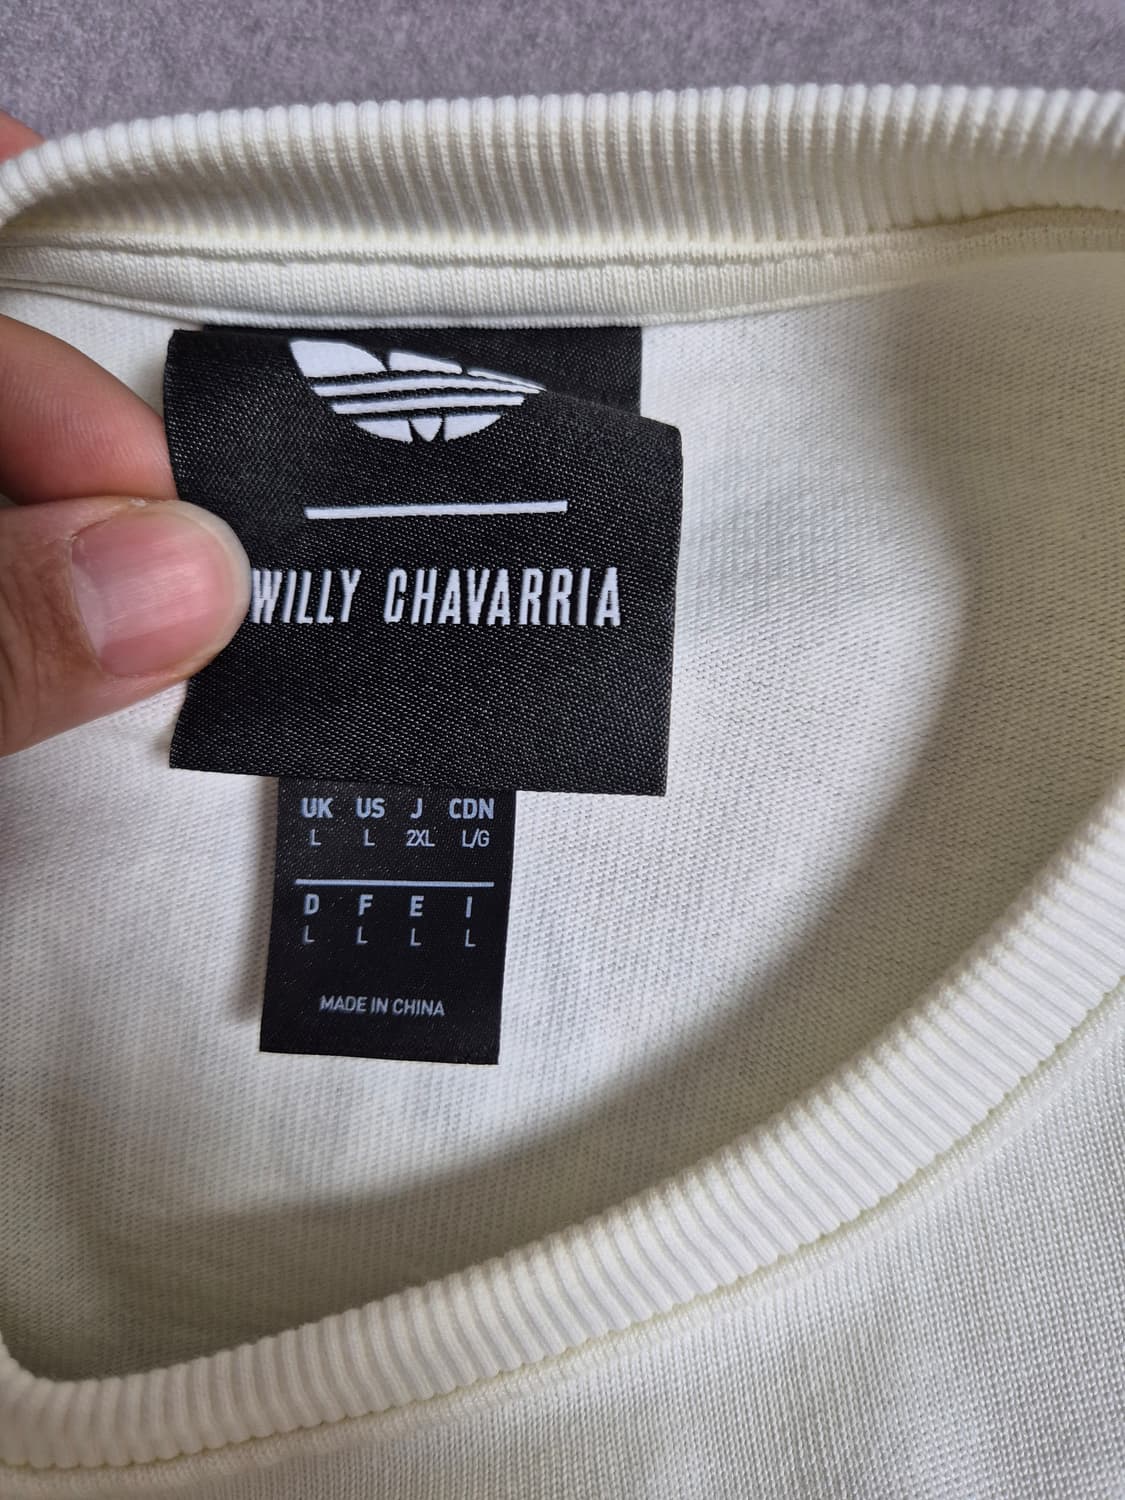 WILLY CHAVARRIA
UK US J CDN
L L 2XL L/G
D F E I
L L L L
MADE IN CHINA